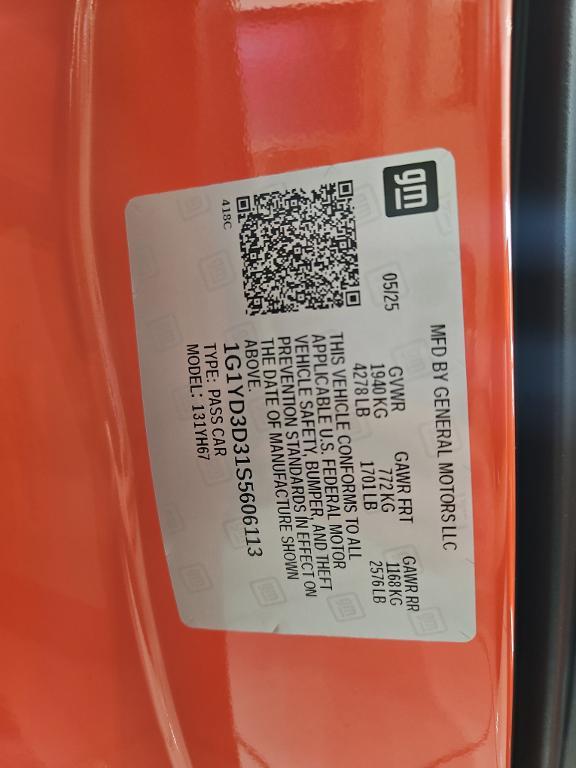 gm
MFD BY GENERAL MOTORS LLC
05/25
GVWR
1940 KG
4278 LB
GAWR FRT
772 KG
1701 LB
GAWR RR
1168 KG
2576 LB
THIS VEHICLE CONFORMS TO ALL
APPLICABLE U.S. FEDERAL MOTOR
VEHICLE SAFETY, BUMPER, AND THEFT
PREVENTION STANDARDS IN EFFECT ON
THE DATE OF MANUFACTURE SHOWN
ABOVE.
1G1YD3D31S5606113
TYPE: PASS CAR
MODEL: 131YH67
418C